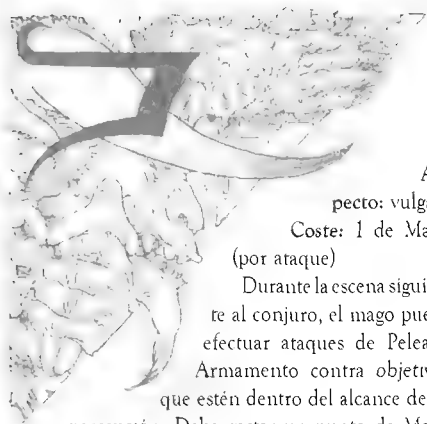 A
pecto: vulg
Coste: 1 de Ma
(por ataque)
Durante la escena sigui
te al conjuro, el mago pue
efectuar ataques de Pelea
Armamento contra objeti
que estén dentro del alcance de